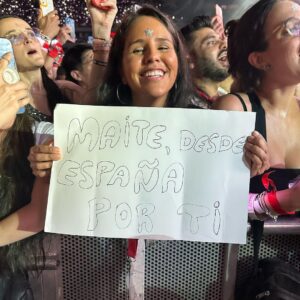 MAITE, DESDE
ESPAÑA
POR TI